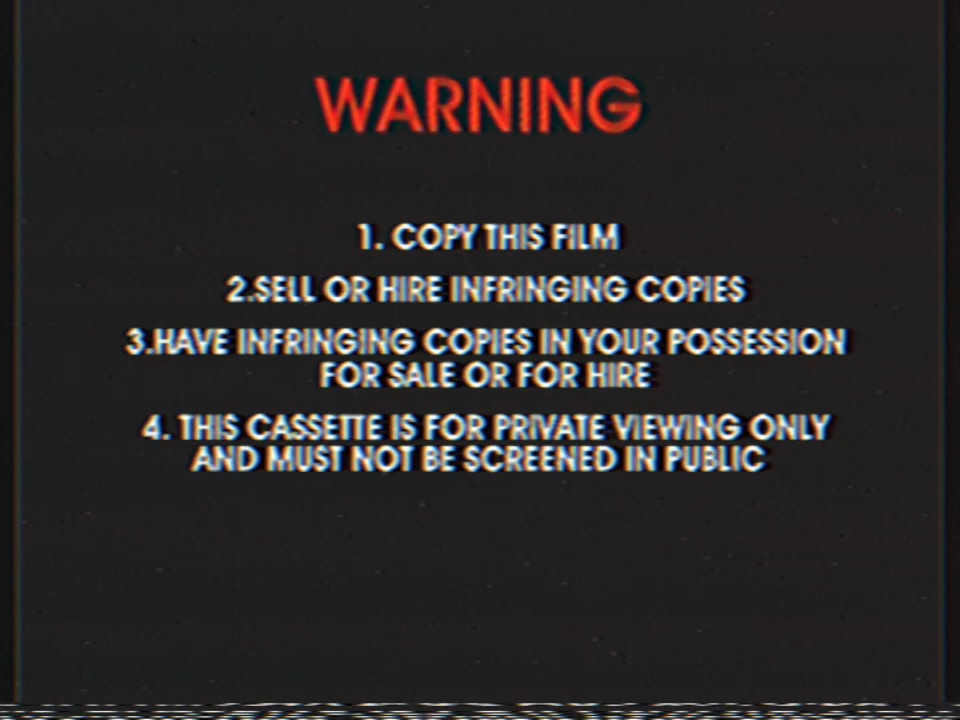 WARNING
1. COPY THIS FILM
2.SELL OR HIRE INFRINGING COPIES
3.HAVE INFRINGING COPIES IN YOUR POSSESSION
FOR SALE OR FOR HIRE
4. THIS CASSETTE IS FOR PRIVATE VIEWING ONLY
AND MUST NOT BE SCREENED IN PUBLIC